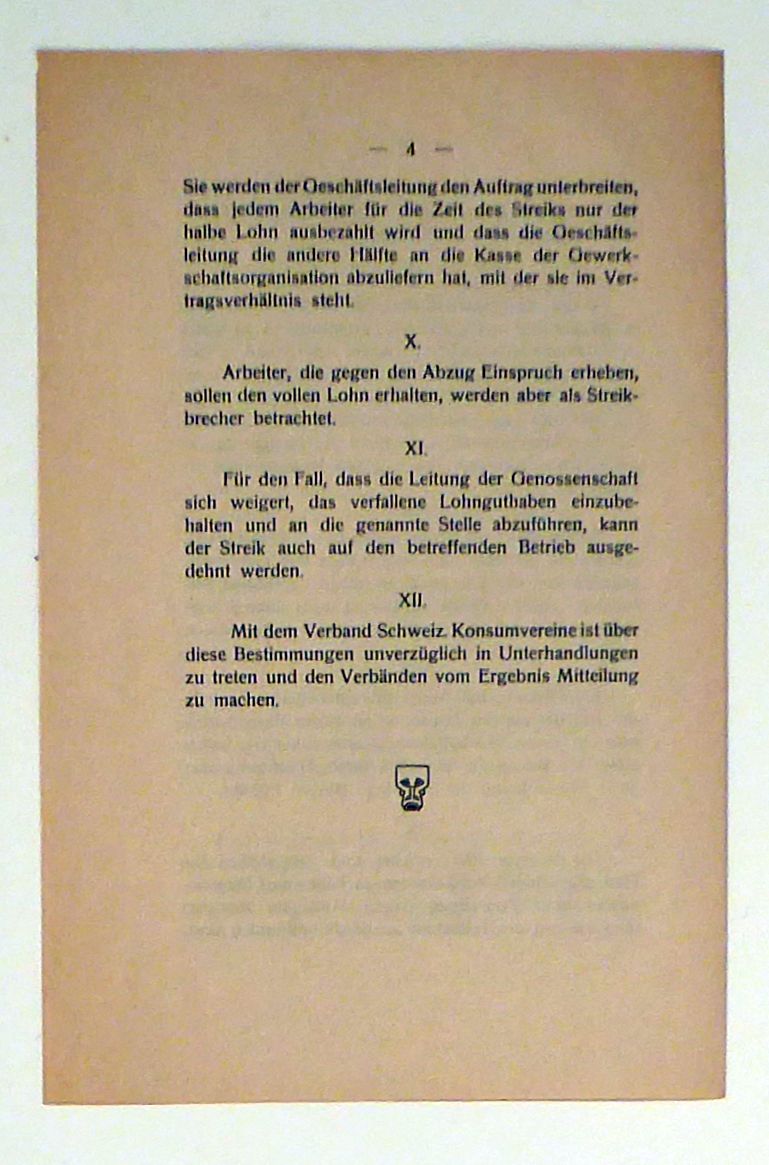 — 4 —
Sie werden der Geschäftsleitung den Auftrag unterbreiten,
dass jedem Arbeiter für die Zeit des Streiks nur der
halbe Lohn ausbezahlt wird und dass die Geschäfts-
leitung die andere Hälfte an die Kasse der Gewerk-
schaftsorganisation abzuliefern hat, mit der sie im Ver-
tragsverhältnis steht.
X.
Arbeiter, die gegen den Abzug Einspruch erheben,
sollen den vollen Lohn erhalten, werden aber als Streik-
brecher betrachtet.
XI.
Für den Fall, dass die Leitung der Genossenschaft
sich weigert, das verfallene Lohnguthaben einzube-
halten und an die genannte Stelle abzuführen, kann
der Streik auch auf den betreffenden Betrieb ausge-
dehnt werden.
XII.
Mit dem Verband Schweiz. Konsumvereine ist über
diese Bestimmungen unverzüglich in Unterhandlungen
zu treten und den Verbänden vom Ergebnis Mitteilung
zu machen.